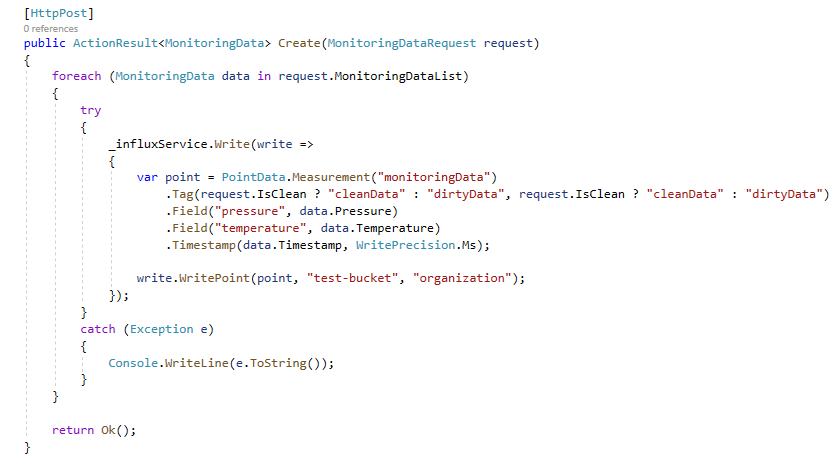 [HttpPost]
0 references
public ActionResult<MonitoringData> Create(MonitoringDataRequest request)
{
    foreach (MonitoringData data in request.MonitoringDataList)
    {
        try
        {
            _influxService.Write(write =>
            {
                var point = PointData.Measurement("monitoringData")
                    .Tag(request.IsClean ? "cleanData" : "dirtyData", request.IsClean ? "cleanData" : "dirtyData")
                    .Field("pressure", data.Pressure)
                    .Field("temperature", data.Temperature)
                    .Timestamp(data.Timestamp, WritePrecision.Ms);

                write.WritePoint(point, "test-bucket", "organization");
            });
        }
        catch (Exception e)
        {
            Console.WriteLine(e.ToString());
        }
    }

    return Ok();
}